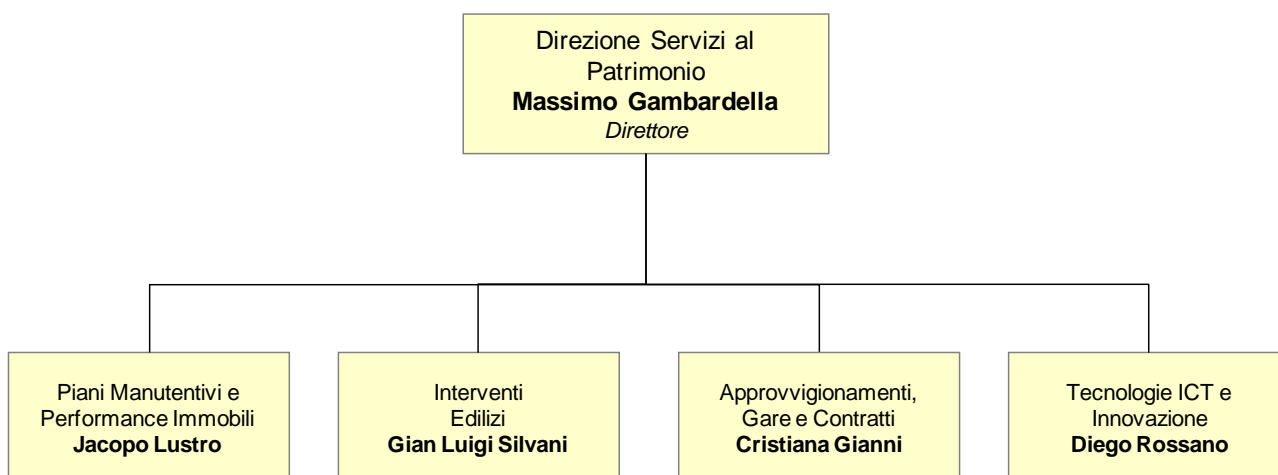 Direzione Servizi al
Patrimonio
Massimo Gambardella
Direttore
Piani Manutentivi e
Performance Immobili
Jacopo Lustro
Interventi
Edilizi
Gian Luigi Silvani
Approvvigionamenti,
Gare e Contratti
Cristiana Gianni
Tecnologie ICT e
Innovazione
Diego Rossano